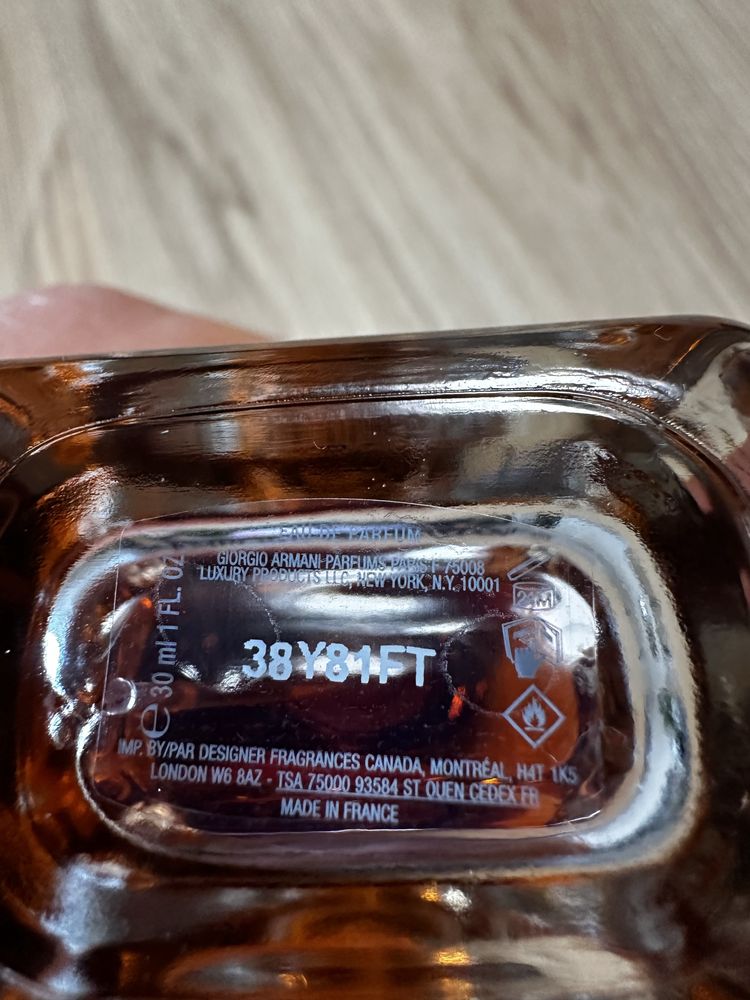 EAU DE PARFUM
GIORGIO ARMANI PARFUMS PARIS F 75008
LUXURY PRODUCTS LLC, NEW YORK, N.Y. 10001
24M
38Y81FT
e 30 ml 1 FL. OZ
IMP. BY/PAR DESIGNER FRAGRANCES CANADA, MONTRÉAL, H4T 1K5
LONDON W6 8AZ - TSA 75000 93584 ST OUEN CEDEX FR
MADE IN FRANCE